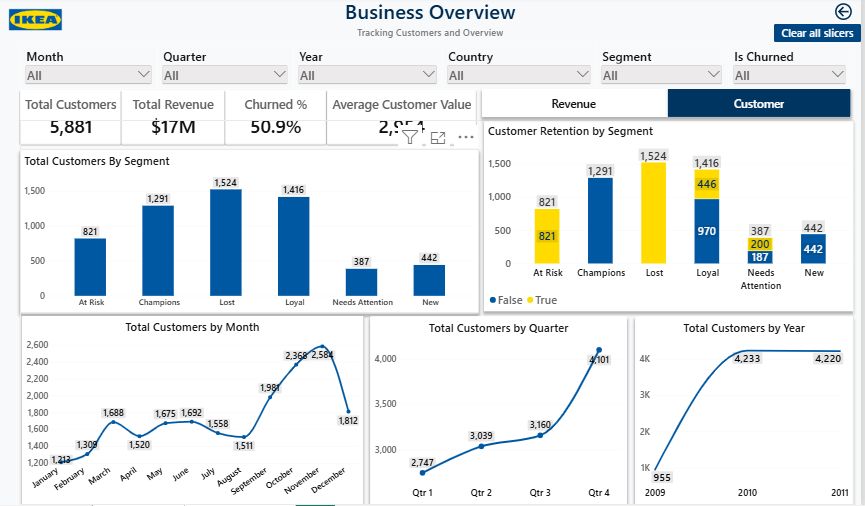 IKEA
Business Overview
Tracking Customers and Overview
Clear all slicers
Month Quarter Year Country Segment Is Churned
All All All All All All
Total Customers Total Revenue Churned % Average Customer Value
5,881 $17M 50.9%
Revenue Customer
Total Customers By Segment
1,500
1,000
500
0
821 1,291 1,524 1,416 387 442
At Risk Champions Lost Loyal Needs Attention New
Customer Retention by Segment
1,500
1,000
500
0
821 1,291 1,524 1,416 387 442
821 446 970 200 187 442
At Risk Champions Lost Loyal Needs Attention New
False True
Total Customers by Month
2,600
2,400
2,200
2,000
1,800
1,600
1,400
1,200
1,213 1,309 1,688 1,520 1,675 1,692 1,558 1,511 1,981 2,368 2,584 1,812
January February March April May June July August September October November December
Total Customers by Quarter
4,000
3,500
3,000
2,747 3,039 3,160 4,101
Qtr 1 Qtr 2 Qtr 3 Qtr 4
Total Customers by Year
4K
3K
2K
1K
955 4,233 4,220
2009 2010 2011